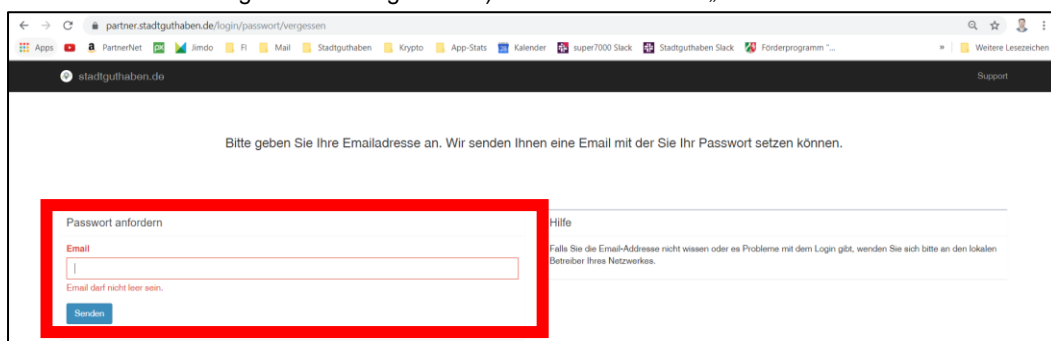 partner.stadtguthaben.de/login/passwort/vergessen
Apps PartnerNet Jimdo FI Mail Stadtguthaben Krypto App-Stats Kalender super7000 Slack Stadtguthaben Slack Förderprogramm "... » Weitere Lesezeichen
stadtguthaben.de Support
Bitte geben Sie Ihre Emailadresse an. Wir senden Ihnen eine Email mit der Sie Ihr Passwort setzen können.
Passwort anfordern
Email
Email darf nicht leer sein.
Senden
Hilfe
Falls Sie die Email-Addresse nicht wissen oder es Probleme mit dem Login gibt, wenden Sie sich bitte an den lokalen
Betreiber Ihres Netzwerkes.